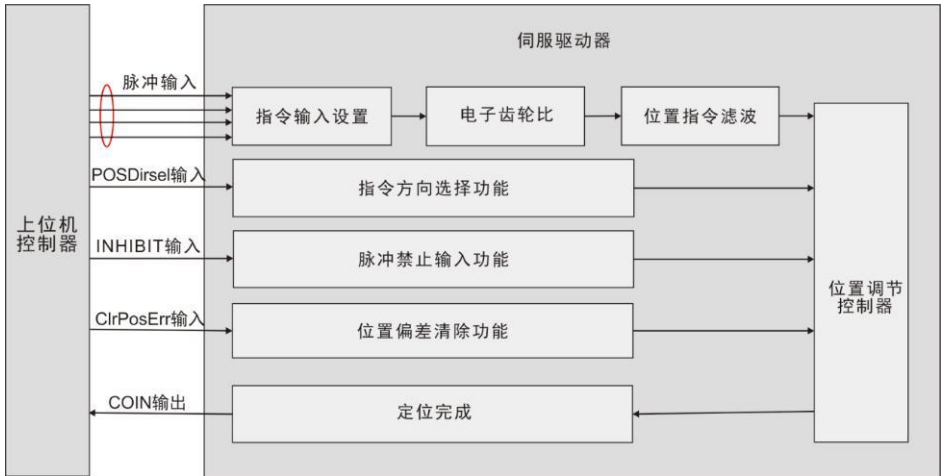 伺服驱动器
脉冲输入
指令输入设置
电子齿轮比
位置指令滤波
POSDirsel输入
指令方向选择功能
上位机
控制器
INHIBIT输入
脉冲禁止输入功能
位置调节
控制器
ClrPosErr输入
位置偏差清除功能
COIN输出
定位完成